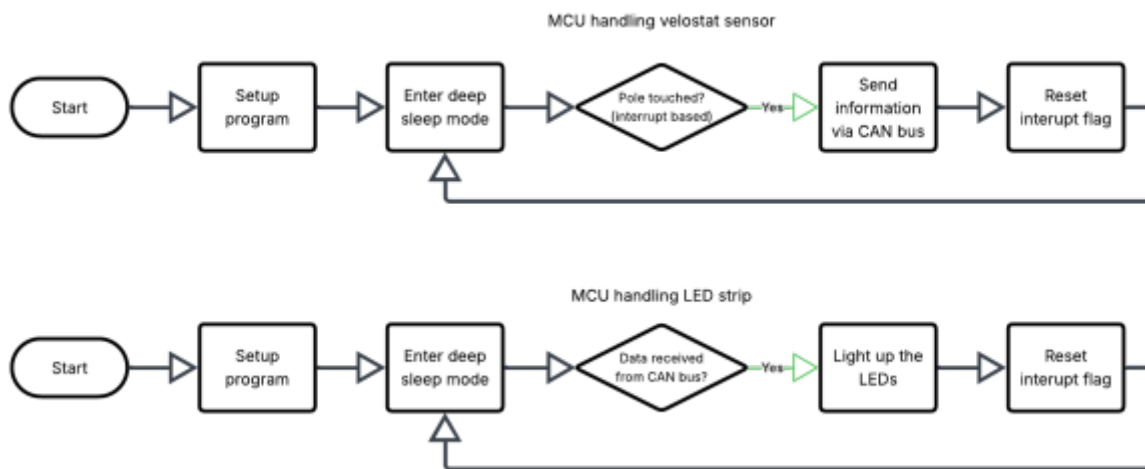 MCU handling velostat sensor
Start
Setup
program
Enter deep
sleep mode
Pole touched?
(interrupt based)
Yes
Send
information
via CAN bus
Reset
interupt flag
MCU handling LED strip
Start
Setup
program
Enter deep
sleep mode
Data received
from CAN bus?
Yes
Light up the
LEDs
Reset
interupt flag